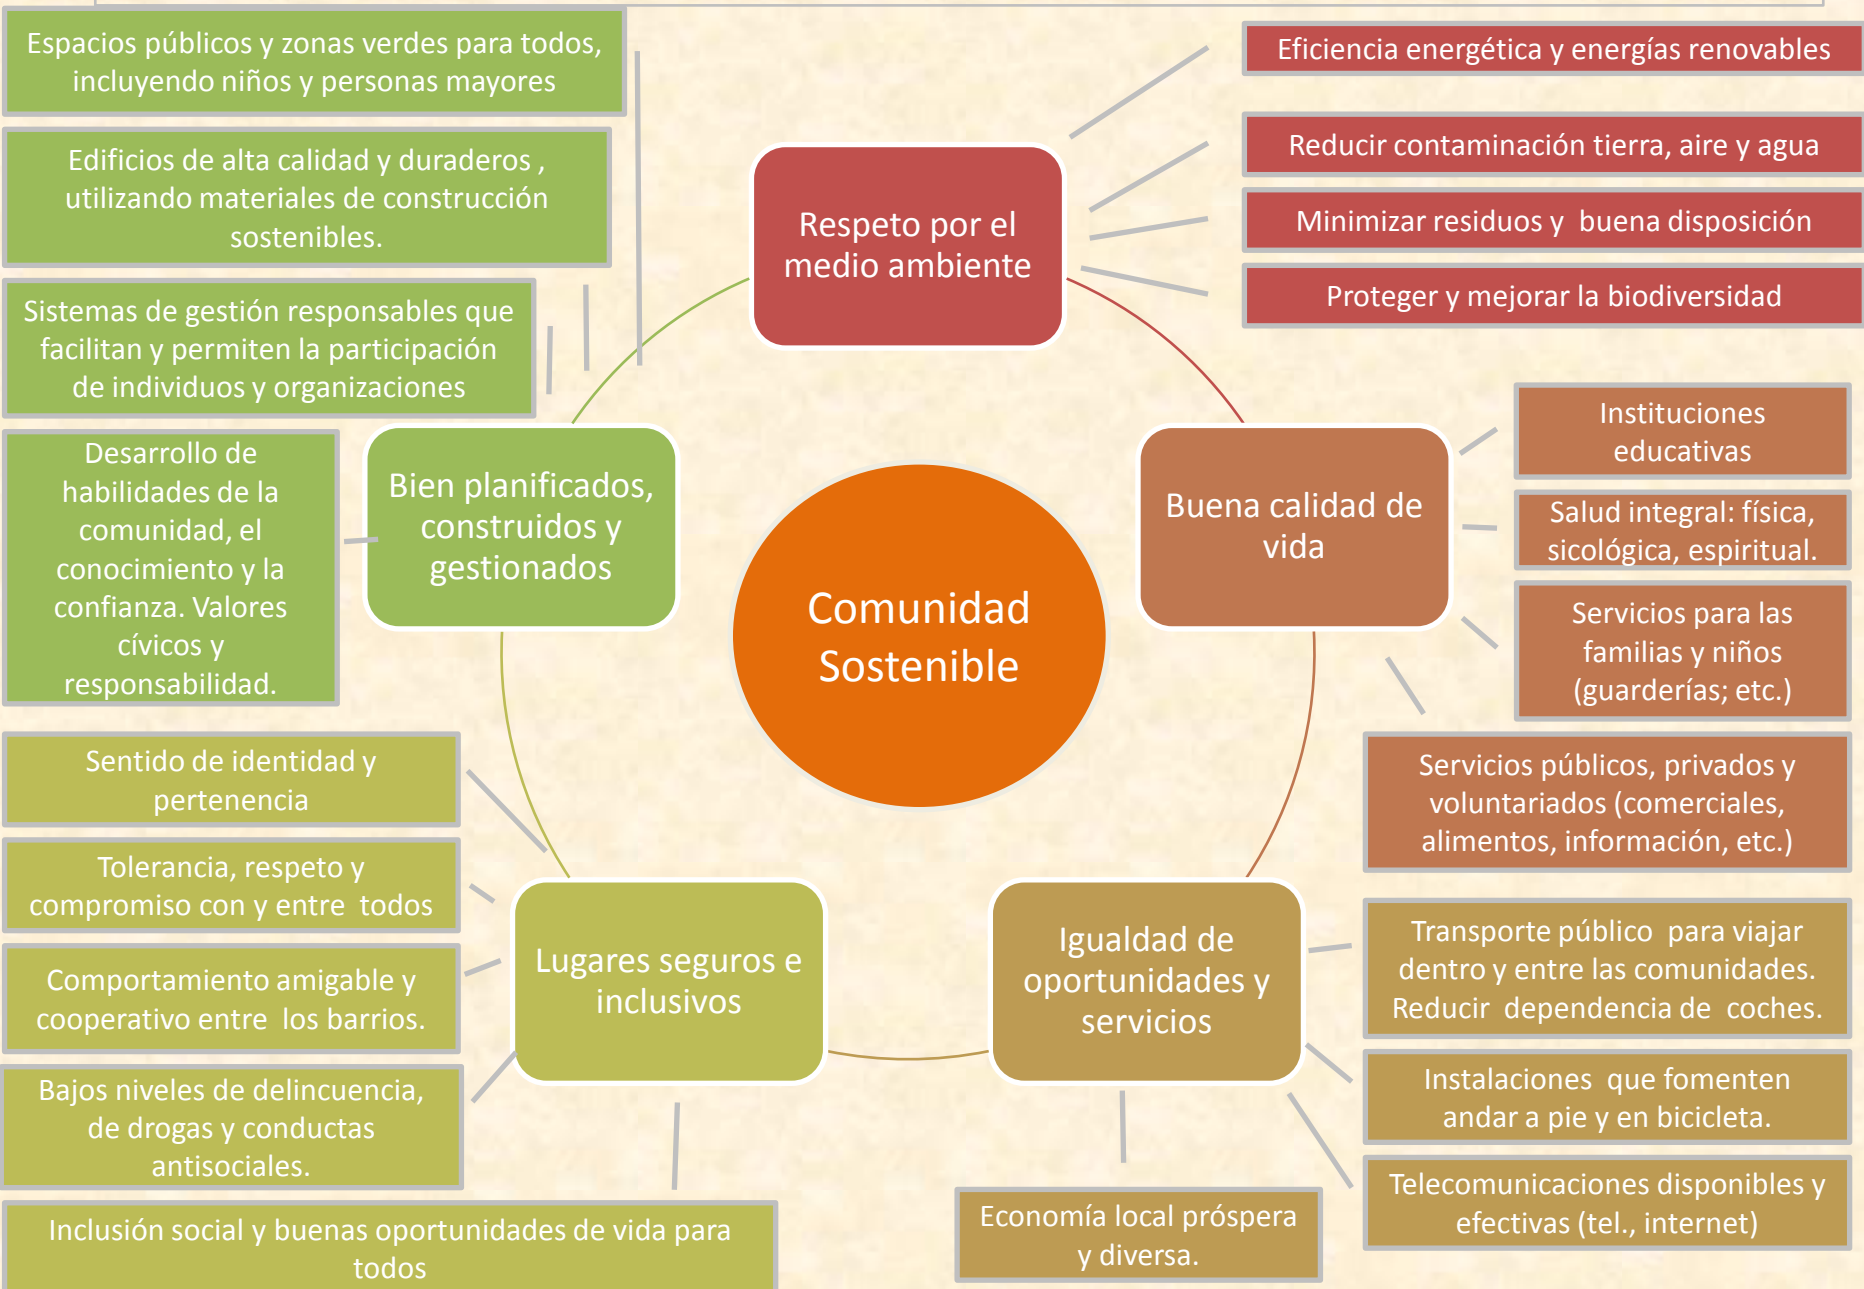 Espacios públicos y zonas verdes para todos,
incluyendo niños y personas mayores
Edificios de alta calidad y duraderos ,
utilizando materiales de construcción
sostenibles.
Sistemas de gestión responsables que
facilitan y permiten la participación
de individuos y organizaciones
Desarrollo de
habilidades de la
comunidad, el
conocimiento y la
confianza. Valores
cívicos y
responsabilidad.
Bien planificados,
construidos y
gestionados
Respeto por el
medio ambiente
Eficiencia energética y energías renovables
Reducir contaminación tierra, aire y agua
Minimizar residuos y buena disposición
Proteger y mejorar la biodiversidad
Comunidad
Sostenible
Buena calidad de
vida
Instituciones
educativas
Salud integral: física,
sicológica, espiritual.
Servicios para las
familias y niños
(guarderías; etc.)
Servicios públicos, privados y
voluntariados (comerciales,
alimentos, información, etc.)
Sentido de identidad y
pertenencia
Tolerancia, respeto y
compromiso con y entre todos
Comportamiento amigable y
cooperativo entre los barrios.
Bajos niveles de delincuencia,
de drogas y conductas
antisociales.
Inclusión social y buenas oportunidades de vida para
todos
Lugares seguros e
inclusivos
Igualdad de
oportunidades y
servicios
Transporte público para viajar
dentro y entre las comunidades.
Reducir dependencia de coches.
Instalaciones que fomenten
andar a pie y en bicicleta.
Telecomunicaciones disponibles y
efectivas (tel., internet)
Economía local próspera
y diversa.